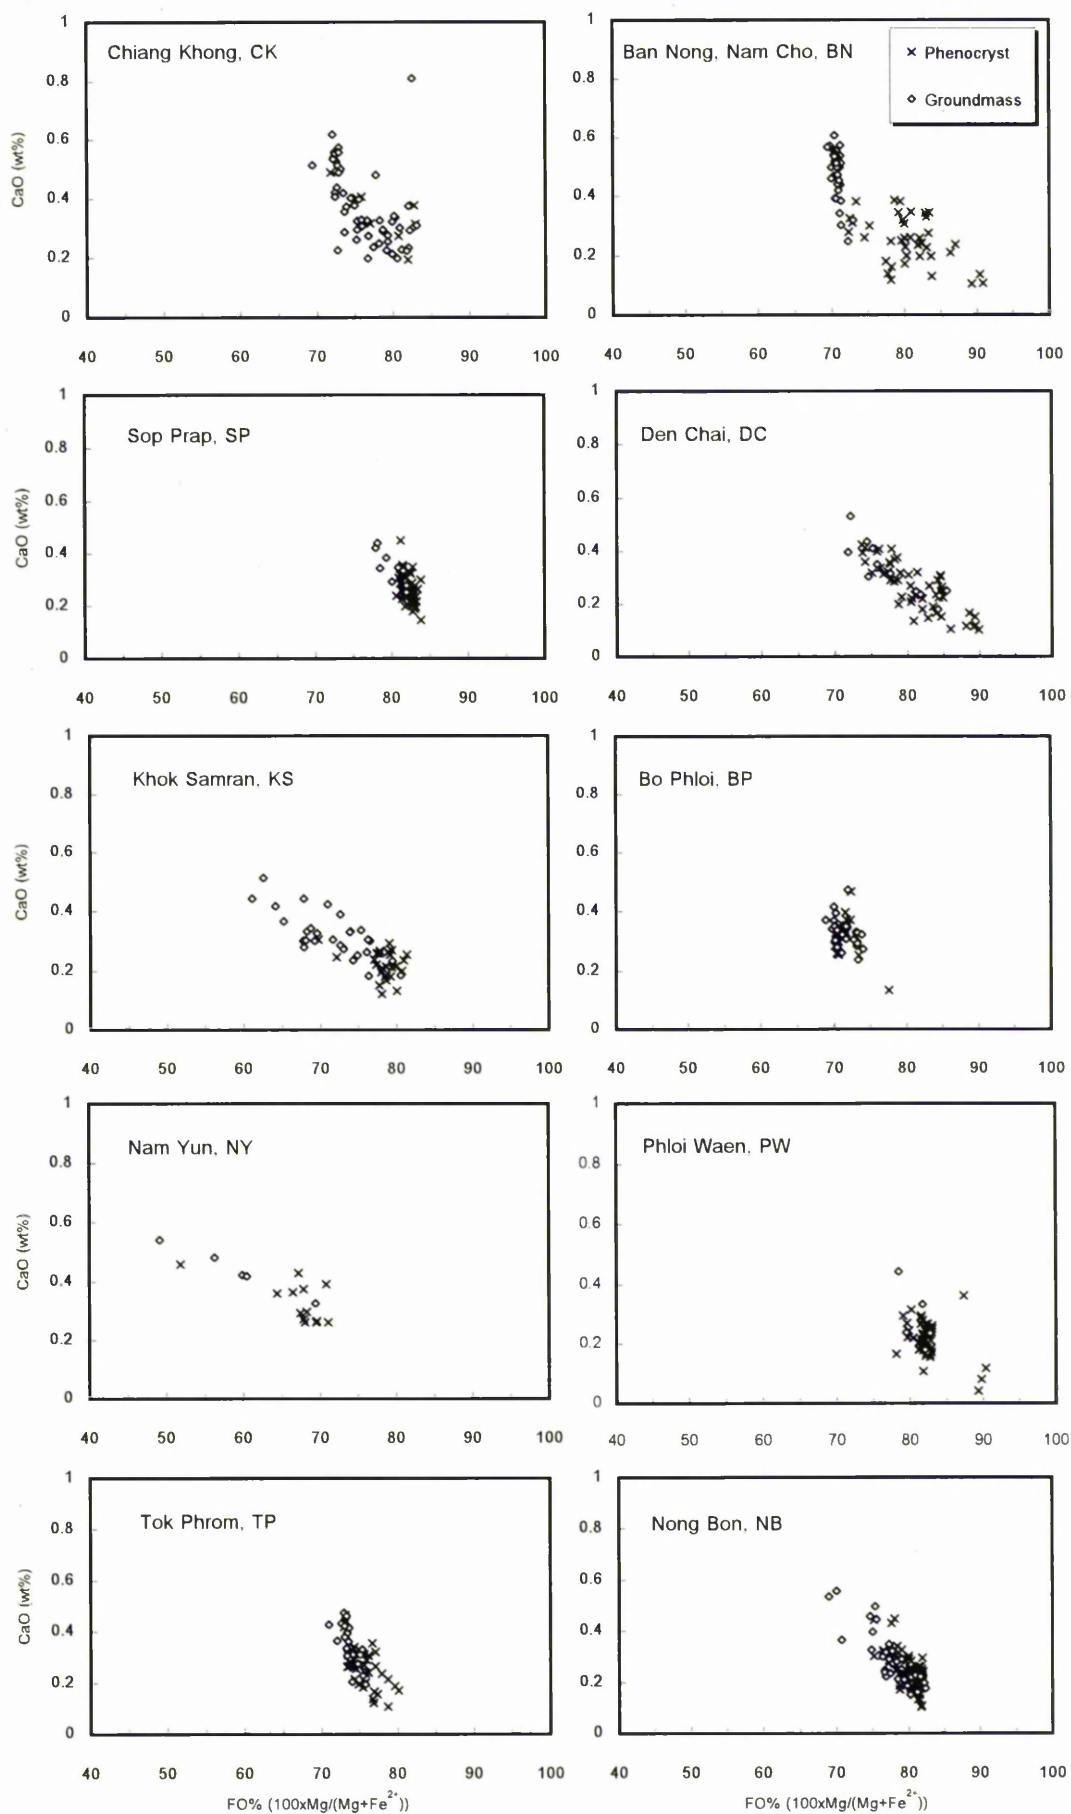 Chiang Khong, CK
CaO (wt%)
1
0.8
0.6
0.4
0.2
0
40 50 60 70 80 90 100
Ban Nong, Nam Cho, BN
Phenocryst
Groundmass
1
0.8
0.6
0.4
0.2
0
40 50 60 70 80 90 100
Sop Prap, SP
CaO (wt%)
1
0.8
0.6
0.4
0.2
0
40 50 60 70 80 90 100
Den Chai, DC
1
0.8
0.6
0.4
0.2
0
40 50 60 70 80 90 100
Khok Samran, KS
CaO (wt%)
1
0.8
0.6
0.4
0.2
0
40 50 60 70 80 90 100
Bo Phloi, BP
1
0.8
0.6
0.4
0.2
0
40 50 60 70 80 90 100
Nam Yun, NY
CaO (wt%)
1
0.8
0.6
0.4
0.2
0
40 50 60 70 80 90 100
Phloi Waen, PW
1
0.8
0.6
0.4
0.2
0
40 50 60 70 80 90 100
Tok Phrom, TP
CaO (wt%)
1
0.8
0.6
0.4
0.2
0
40 50 60 70 80 90 100
FO% (100xMg/(Mg+Fe²⁺))
Nong Bon, NB
1
0.8
0.6
0.4
0.2
0
40 50 60 70 80 90 100
FO% (100xMg/(Mg+Fe²⁺))